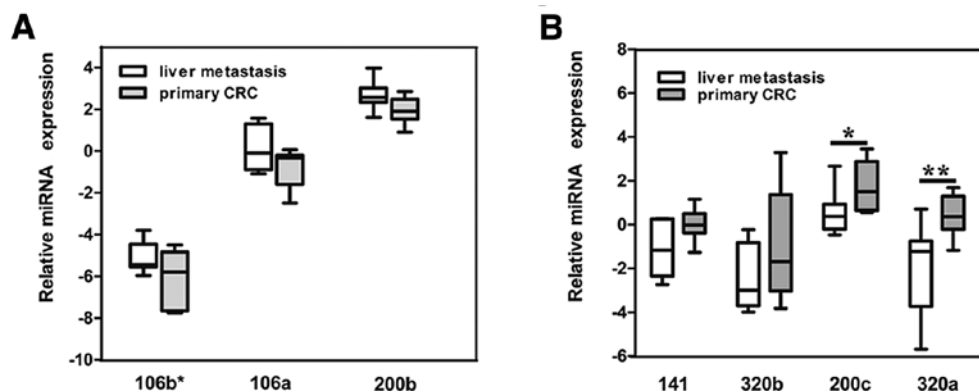 A
Relative miRNA expression
4
2
0
-2
-4
-6
-8
-10
liver metastasis
primary CRC
106b* 106a 200b
B
Relative miRNA expression
8
6
4
2
0
-2
-4
-6
liver metastasis
primary CRC
*
**
141 320b 200c 320a